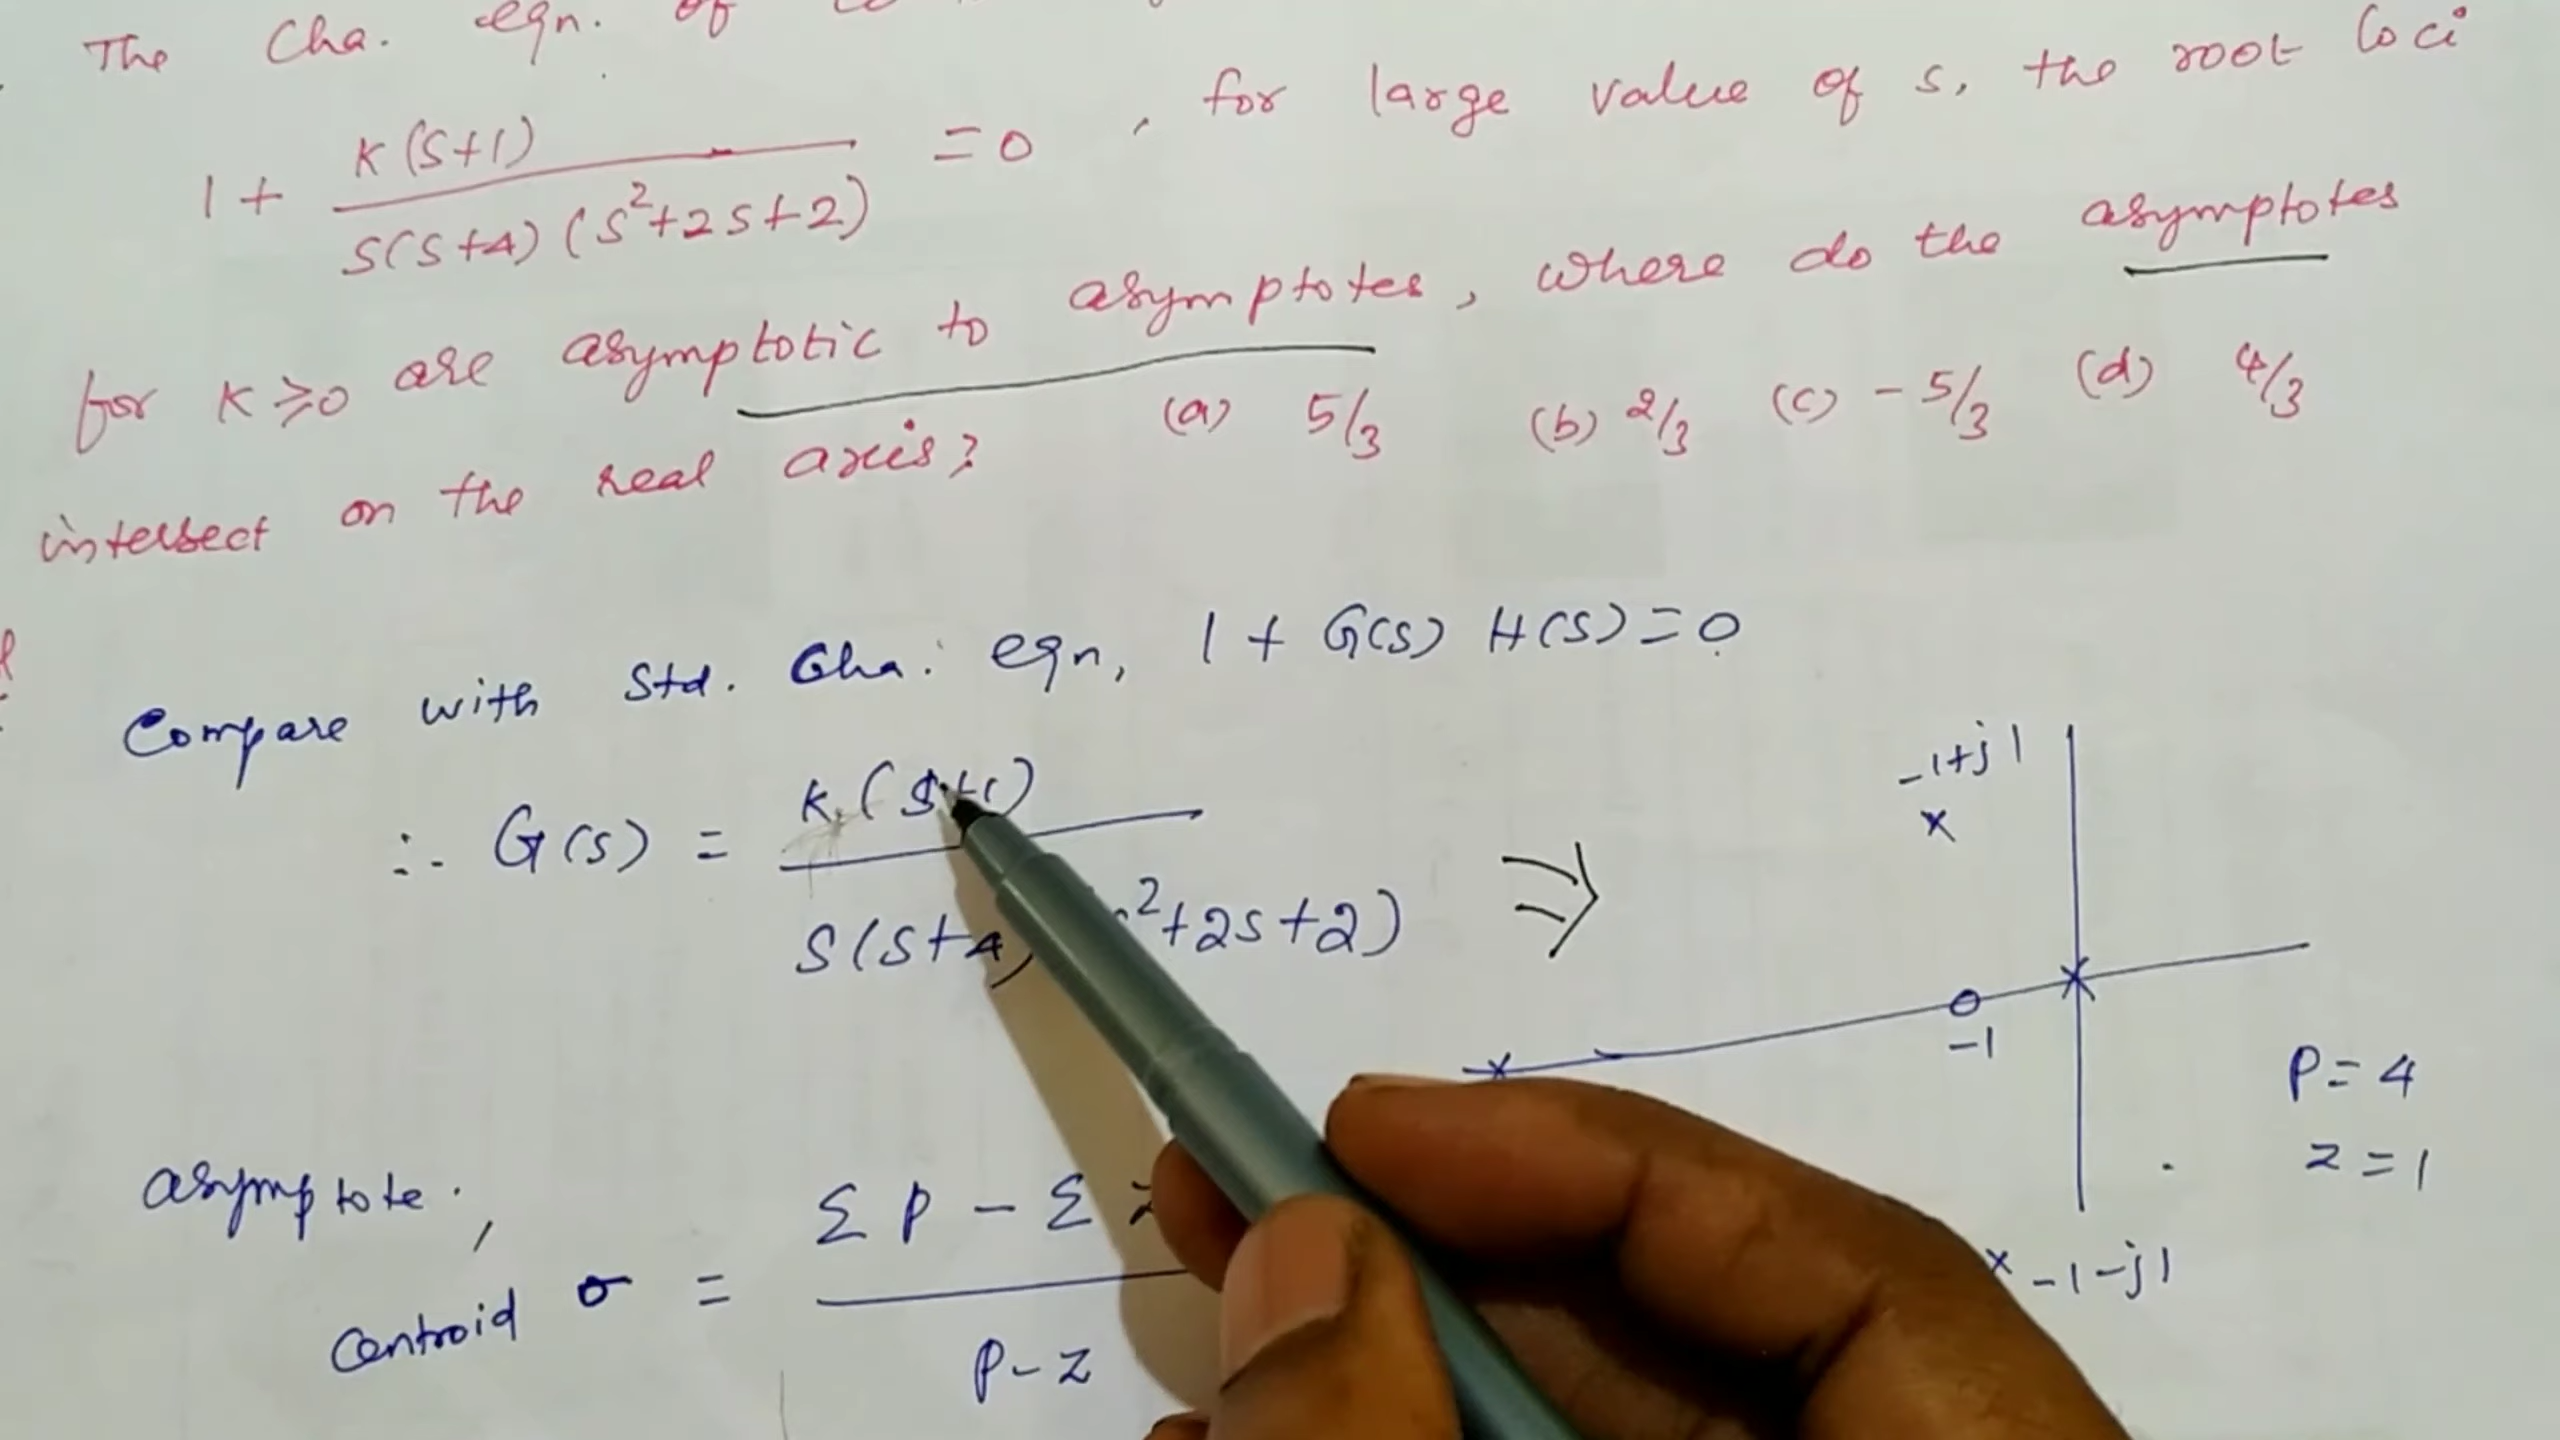 The Cha. eqn. of
1 + K(S+1) / S(S+4)(S²+2S+2) = 0, for large value of s, the root loci
for K ≥ 0 are asymptotic to asymptotes, where do the asymptotes
intersect on the real axis? (a) 5/3 (b) 2/3 (c) -5/3 (d) 4/3
Compare with Std. Cha. eqn, 1 + G(S) H(S) = 0
∴ G(S) = K(S+1) / S(S+4) ²+2S+2) ⇒
-1+j1
-1
P = 4
z = 1
-1-j1
asymptote,
Centroid σ = Σ P - Σ / P-z